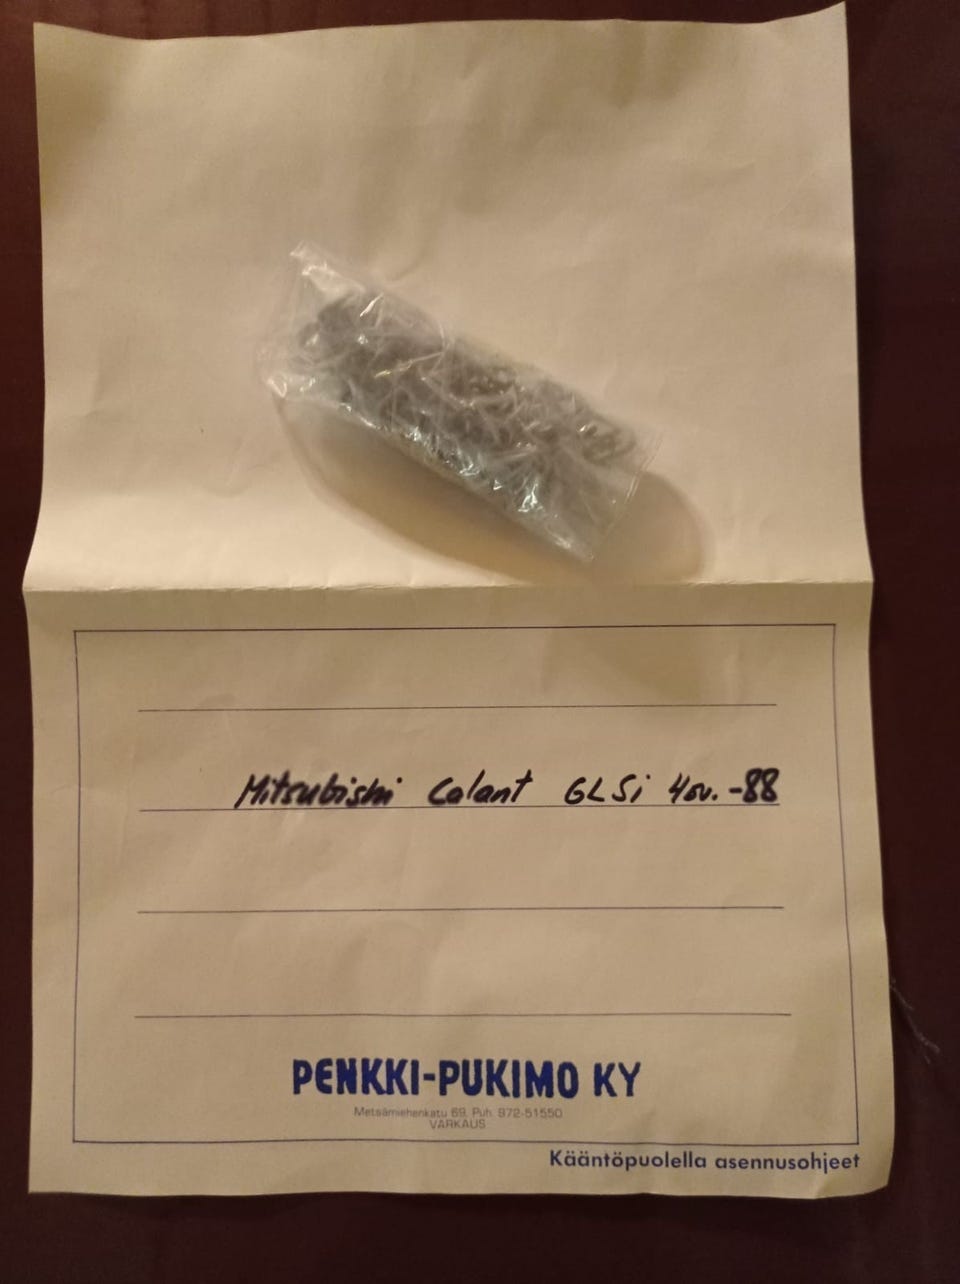 Mitsubishi Galant GLSi 4ov. -88
PENKKI-PUKIMO KY
Metsämiehenkatu 69. Puh. 972-51550
VARKAUS
Kääntöpuolella asennusohjeet